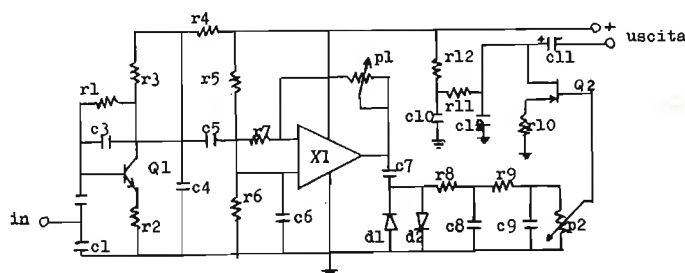 r4
+
uscita
c11
r12
p1
r3
r5
r1
Q2
r11
c10
c12
r10
c3
c5
r7
X1
Q1
c7
c4
r8
r9
r6
c6
in
r2
d1
d2
c8
c9
p2
c1